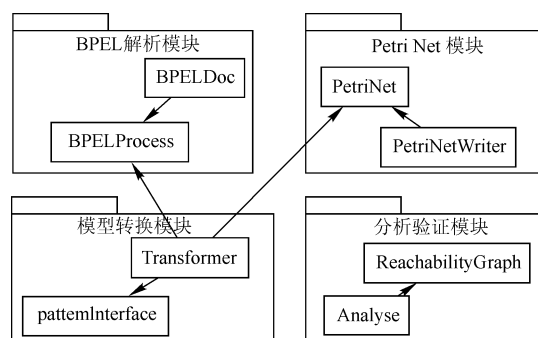 BPEL解析模块
BPELDoc
BPELProcess
Petri Net 模块
PetriNet
PetriNetWriter
模型转换模块
Transformer
pattemInterface
分析验证模块
ReachabilityGraph
Analyse